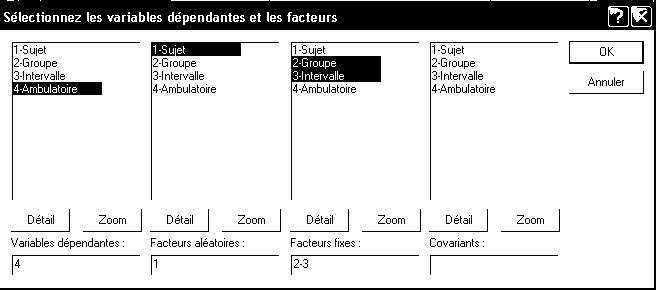 Sélectionnez les variables dépendantes et les facteurs
1-Sujet
2-Groupe
3-Intervalle
4-Ambulatoire
1-Sujet
2-Groupe
3-Intervalle
4-Ambulatoire
1-Sujet
2-Groupe
3-Intervalle
4-Ambulatoire
1-Sujet
2-Groupe
3-Intervalle
4-Ambulatoire
OK
Annuler
Détail Zoom Détail Zoom Détail Zoom Détail Zoom
Variables dépendantes : Facteurs aléatoires : Facteurs fixes : Covariants :
4 1 2-3